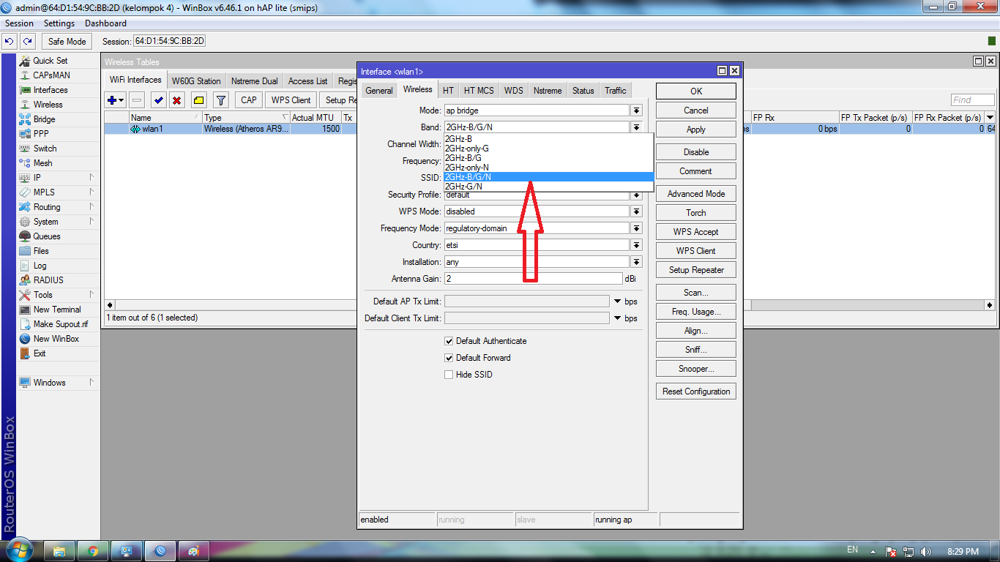 admin@64:D1:54:9C:BB:2D (kelompok 4) - WinBox v6.46.1 on hAP lite (smips)
Session Settings Dashboard
Safe Mode Session: 64:D1:54:9C:BB:2D
Quick Set
CAPsMAN
Interfaces
Wireless
Bridge
PPP
Switch
Mesh
IP
MPLS
Routing
System
Queues
Files
Log
RADIUS
Tools
New Terminal
Make Supout.rif
New WinBox
Exit
Windows
RouterOS WinBox
Wireless Tables
WiFi Interfaces W60G Station Nstreme Dual Access List Regis
CAP WPS Client Setup Re
Find
Name Type Actual MTU Tx FP Rx FP Tx Packet (p/s) FP Rx Packet (p/s)
wlan1 Wireless (Atheros AR9... 1500 ps 0 bps 0 0 64
1 item out of 6 (1 selected)
Interface <wlan1>
General Wireless HT HT MCS WDS Nstreme Status Traffic
Mode: ap bridge
Band: 2GHz-B/G/N
Channel Width:
Frequency:
SSID:
2GHz-B
2GHz-only-G
2GHz-B/G
2GHz-only-N
2GHz-B/G/N
2GHz-G/N
Security Profile: default
WPS Mode: disabled
Frequency Mode: regulatory-domain
Country: etsi
Installation: any
Antenna Gain: 2 dBi
Default AP Tx Limit: bps
Default Client Tx Limit: bps
Default Authenticate
Default Forward
Hide SSID
OK
Cancel
Apply
Disable
Comment
Advanced Mode
Torch
WPS Accept
WPS Client
Setup Repeater
Scan...
Freq. Usage...
Align...
Sniff...
Snooper...
Reset Configuration
enabled running slave running ap
EN 8:29 PM